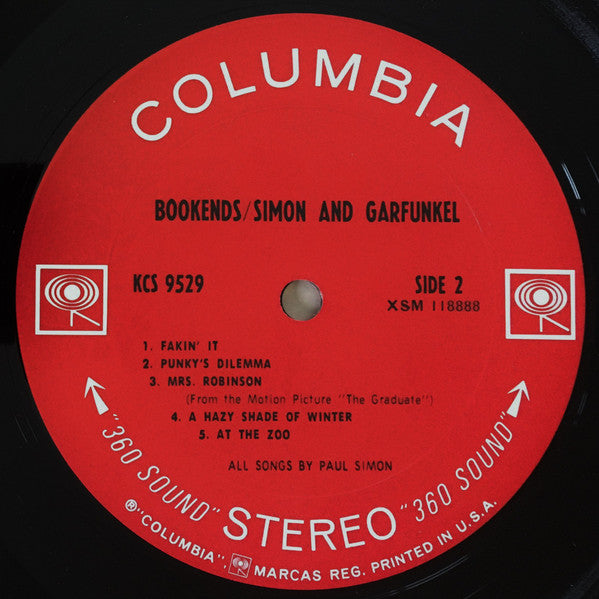 COLUMBIA
BOOKENDS/SIMON AND GARFUNKEL
KCS 9529
SIDE 2
XSM 118888
1. FAKIN' IT
2. PUNKY'S DILEMMA
3. MRS. ROBINSON
(From the Motion Picture "The Graduate")
4. A HAZY SHADE OF WINTER
5. AT THE ZOO
ALL SONGS BY PAUL SIMON
"360 SOUND" STEREO "360 SOUND"
®"COLUMBIA", MARCAS REG. PRINTED IN U.S.A.